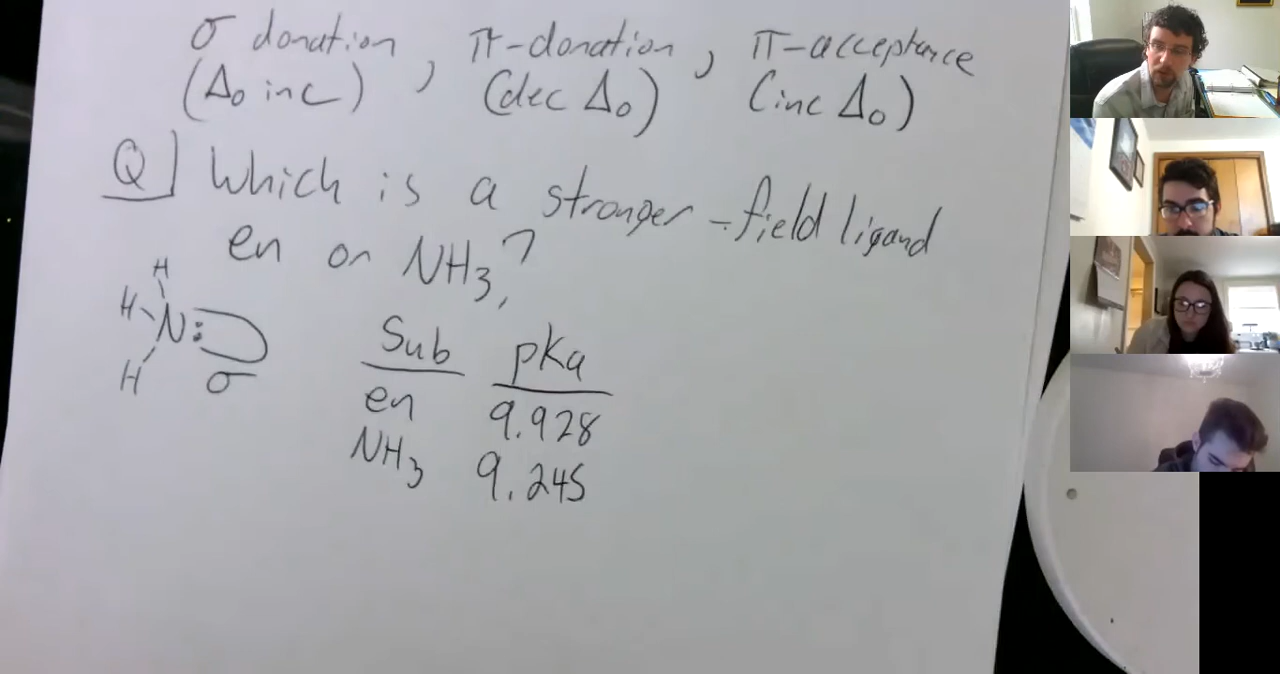 σ donation, π-donation, π-acceptance
(Δo inc) (dec Δo) (inc Δo)
Q] Which is a stronger-field ligand
en or NH3?
H
H N:
H σ
Sub pKa
en 9.928
NH3 9.245